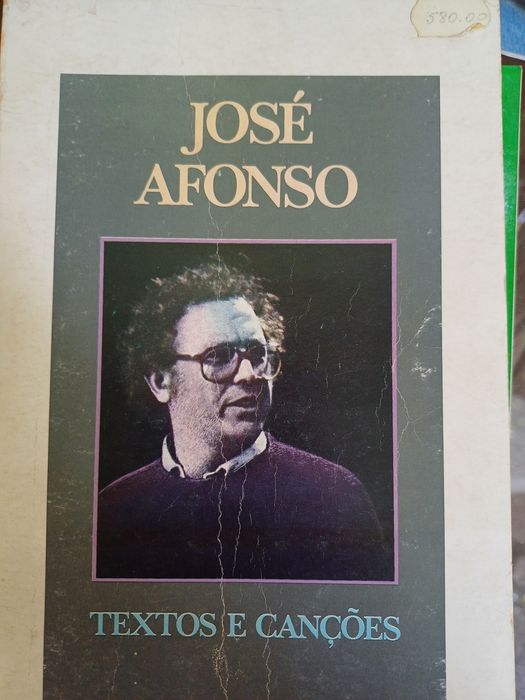 580.00
JOSÉ
AFONSO
TEXTOS E CANÇÕES